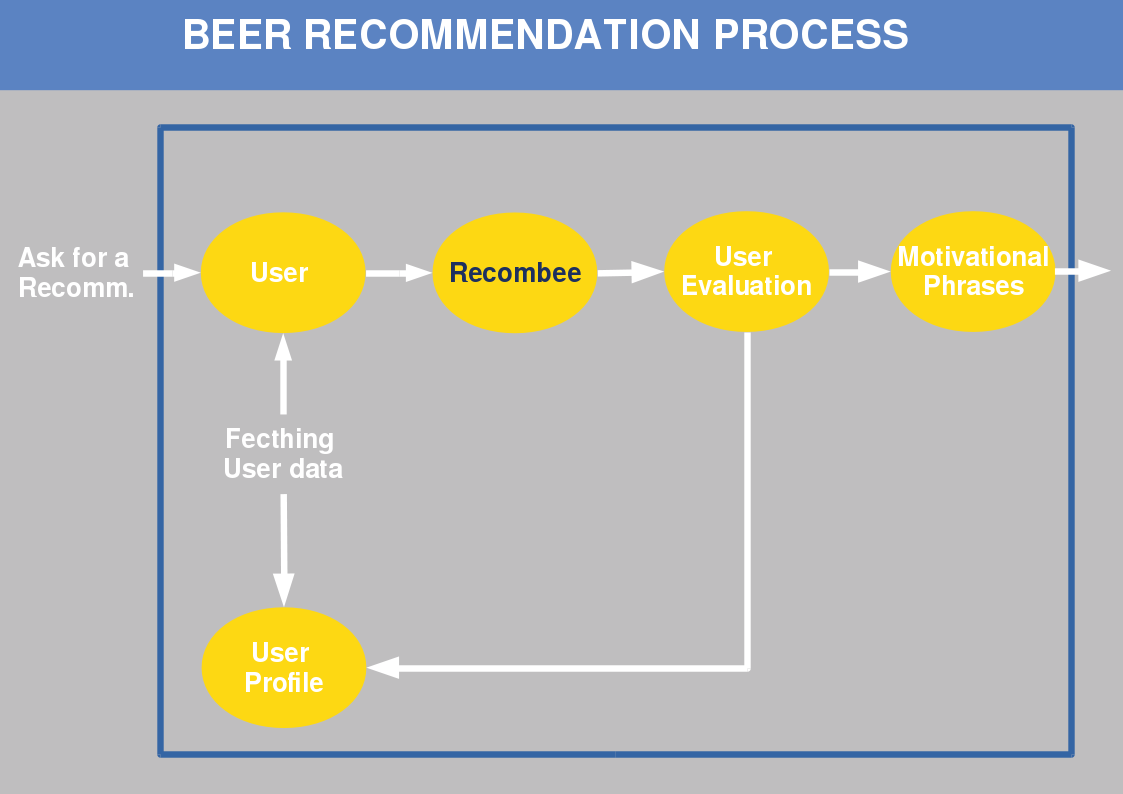 BEER RECOMMENDATION PROCESS
Ask for a
Recomm.
User
Recombee
User
Evaluation
Motivational
Phrases
Fecthing
User data
User
Profile